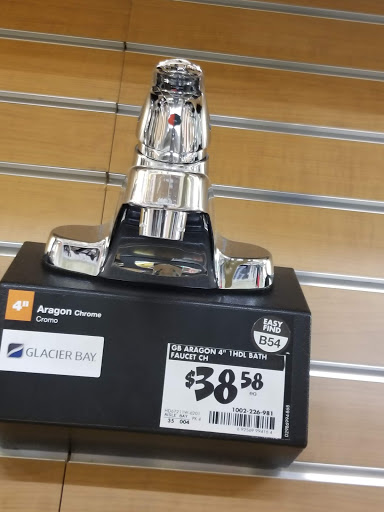 4"
Aragon Chrome
Cromo
GLACIER BAY
EASY
FIND
B54
GB ARAGON 4" 1HDL BATH
FAUCET CH
$38.58
1002-226-981